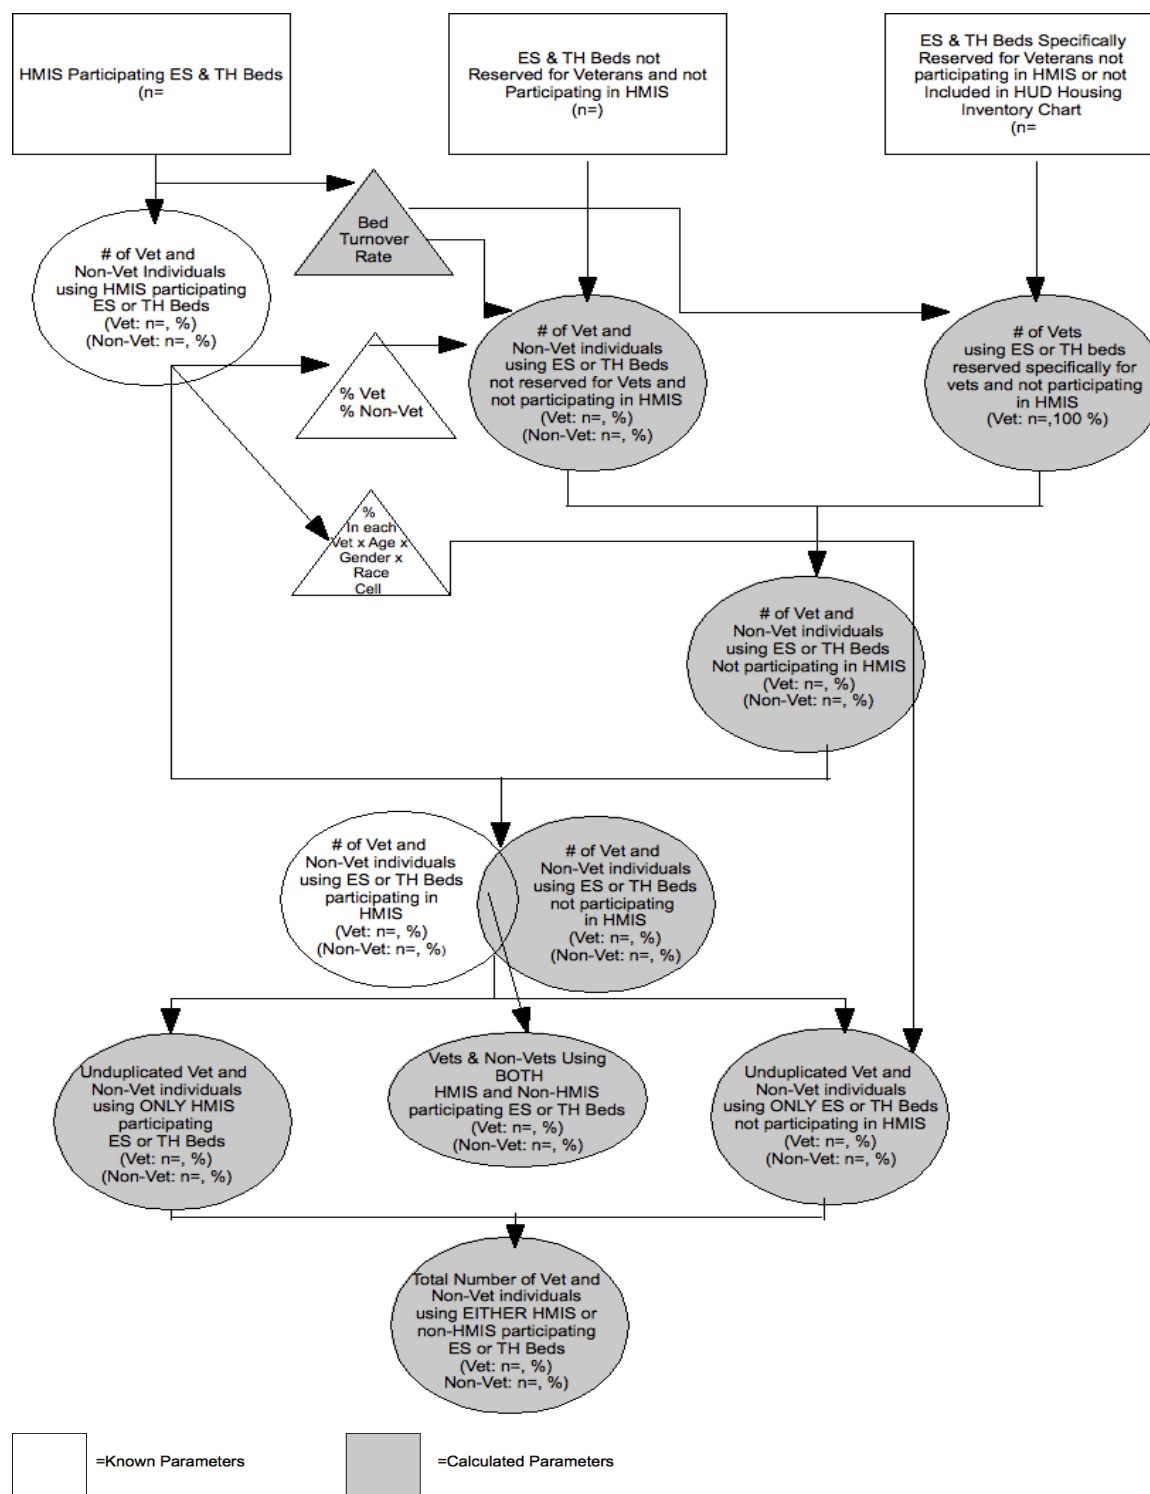 HMIS Participating ES & TH Beds
(n=
ES & TH Beds not
Reserved for Veterans and not
Participating in HMIS
(n=)
ES & TH Beds Specifically
Reserved for Veterans not
participating in HMIS or not
Included in HUD Housing
Inventory Chart
(n=
Bed
Turnover
Rate
# of Vet and
Non-Vet Individuals
using HMIS participating
ES or TH Beds
(Vet: n=, %)
(Non-Vet: n=, %)
% Vet
% Non-Vet
# of Vet and
Non-Vet individuals
using ES or TH Beds
not reserved for Vets and
not participating in HMIS
(Vet: n=, %)
(Non-Vet: n=, %)
# of Vets
using ES or TH beds
reserved specifically for
vets and not participating
in HMIS
(Vet: n=,100 %)
%
In each
Vet x Age x
Gender x
Race
Cell
# of Vet and
Non-Vet individuals
using ES or TH Beds
Not participating in HMIS
(Vet: n=, %)
(Non-Vet: n=, %)
# of Vet and
Non-Vet individuals
using ES or TH Beds
participating in
HMIS
(Vet: n=, %)
(Non-Vet: n=, %)
# of Vet and
Non-Vet individuals
using ES or TH Beds
not participating
in HMIS
(Vet: n=, %)
(Non-Vet: n=, %)
Unduplicated Vet and
Non-Vet individuals
using ONLY HMIS
participating
ES or TH Beds
(Vet: n=, %)
(Non-Vet: n=, %)
Vets & Non-Vets Using
BOTH
HMIS and Non-HMIS
participating ES or TH Beds
(Vet: n=, %)
(Non-Vet: n=, %)
Unduplicated Vet and
Non-Vet individuals
using ONLY ES or TH Beds
not participating in HMIS
(Vet: n=, %)
(Non-Vet: n=, %)
Total Number of Vet and
Non-Vet individuals
using EITHER HMIS or
non-HMIS participating
ES or TH Beds
(Vet: n=, %)
Non-Vet: n=, %)
=Known Parameters
=Calculated Parameters